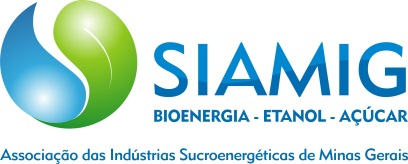 SIAMIG
BIOENERGIA - ETANOL - AÇÚCAR
Associação das Indústrias Sucroenergéticas de Minas Gerais